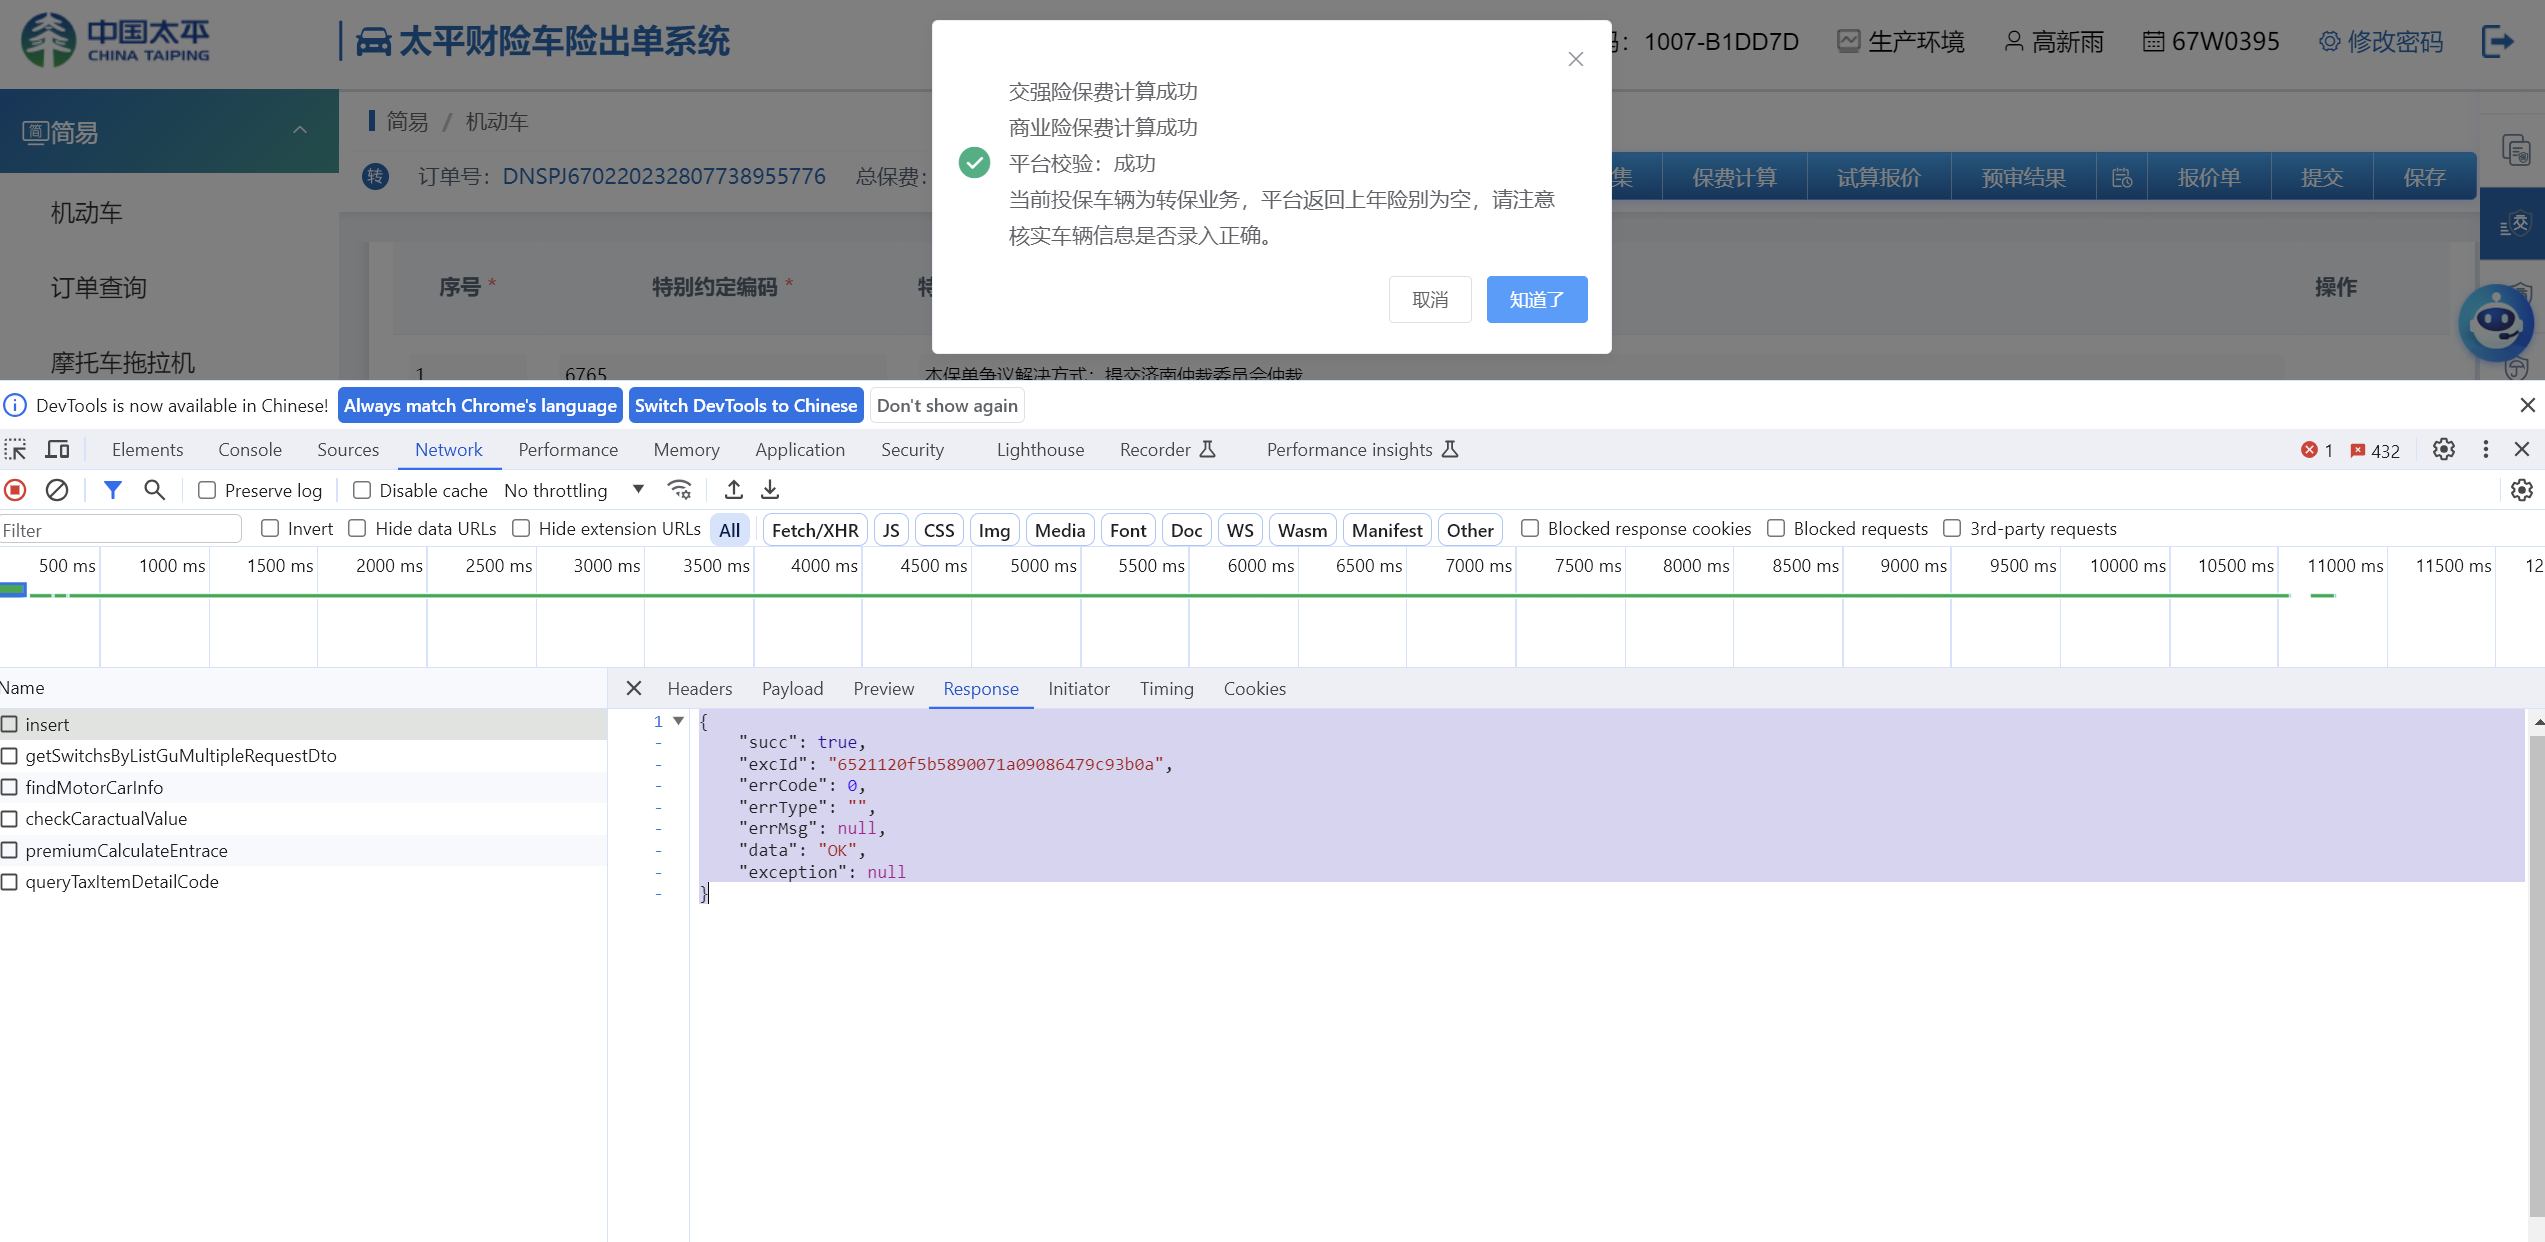 中国太平
CHINA TAIPING
太平财险车险出单系统
码：1007-B1DD7D
生产环境
高新雨
67W0395
修改密码
简易
简易 / 机动车
转
订单号：DNSPJ670220232807738955776
总保费：
集
保费计算
试算报价
预审结果
报价单
提交
保存
交强险保费计算成功
商业险保费计算成功
平台校验：成功
当前投保车辆为转保业务，平台返回上年险别为空，请注意
核实车辆信息是否录入正确。
取消
知道了
机动车
订单查询
摩托车拖拉机
序号 *
特别约定编码 *
特
操作
交
1
6765
本保单争议解决方式：提交济南仲裁委员会仲裁
DevTools is now available in Chinese!
Always match Chrome's language
Switch DevTools to Chinese
Don't show again
Elements
Console
Sources
Network
Performance
Memory
Application
Security
Lighthouse
Recorder
Performance insights
1
432
Preserve log
Disable cache
No throttling
Filter
Invert
Hide data URLs
Hide extension URLs
All
Fetch/XHR
JS
CSS
Img
Media
Font
Doc
WS
Wasm
Manifest
Other
Blocked response cookies
Blocked requests
3rd-party requests
500 ms
1000 ms
1500 ms
2000 ms
2500 ms
3000 ms
3500 ms
4000 ms
4500 ms
5000 ms
5500 ms
6000 ms
6500 ms
7000 ms
7500 ms
8000 ms
8500 ms
9000 ms
9500 ms
10000 ms
10500 ms
11000 ms
11500 ms
12
Name
Headers
Payload
Preview
Response
Initiator
Timing
Cookies
insert
getSwitchsByListGuMultipleRequestDto
findMotorCarInfo
checkCaractualValue
premiumCalculateEntrace
queryTaxItemDetailCode
1 {
- "succ": true,
- "excId": "6521120f5b5890071a09086479c93b0a",
- "errCode": 0,
- "errType": "",
- "errMsg": null,
- "data": "OK",
- "exception": null
- }